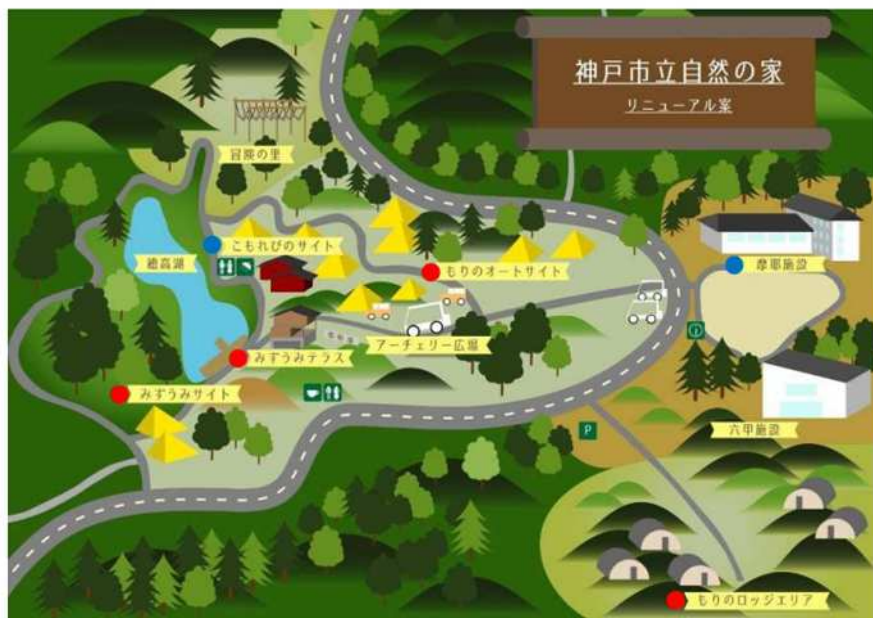 神戸市立自然の家
リニューアル案
冒険の里
こもれびのサイト
穂高湖
もりのオートサイト
摩耶施設
アーチェリー広場
みずうみテラス
みずうみサイト
P
六甲施設
もりのロッジエリア